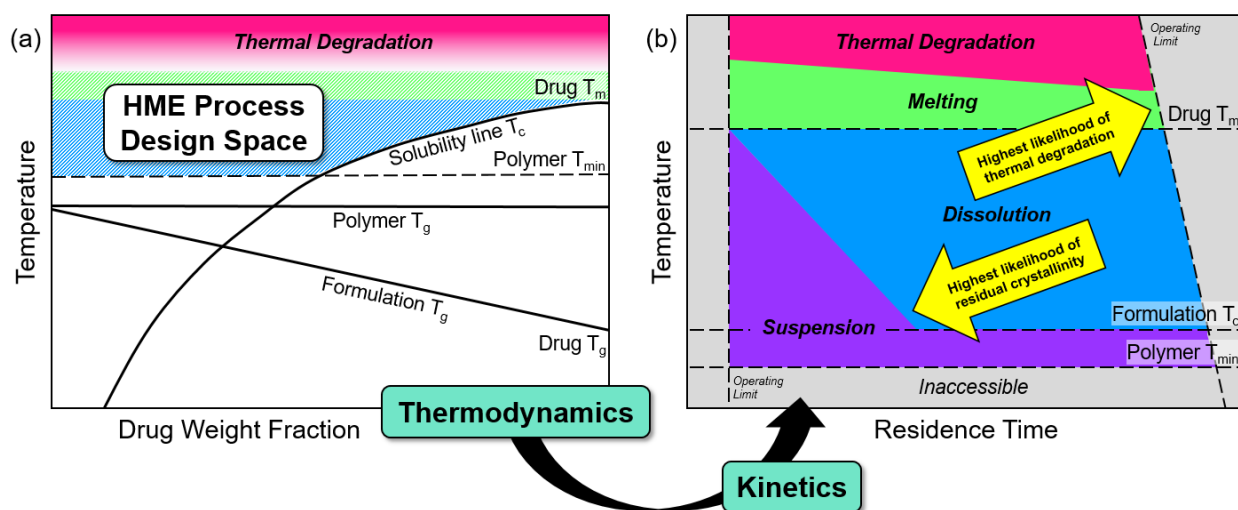 (a)
Thermal Degradation
Drug Tm
HME Process
Design Space
Solubility line Tc
Polymer Tmin
Polymer Tg
Formulation Tg
Drug Tg
Temperature
Drug Weight Fraction
Thermodynamics
Kinetics
(b)
Thermal Degradation
Operating
Limit
Melting
Drug Tm
Highest likelihood of
thermal degradation
Dissolution
Highest likelihood of
residual crystallinity
Suspension
Formulation Tc
Polymer Tmin
Operating
Limit
Inaccessible
Temperature
Residence Time